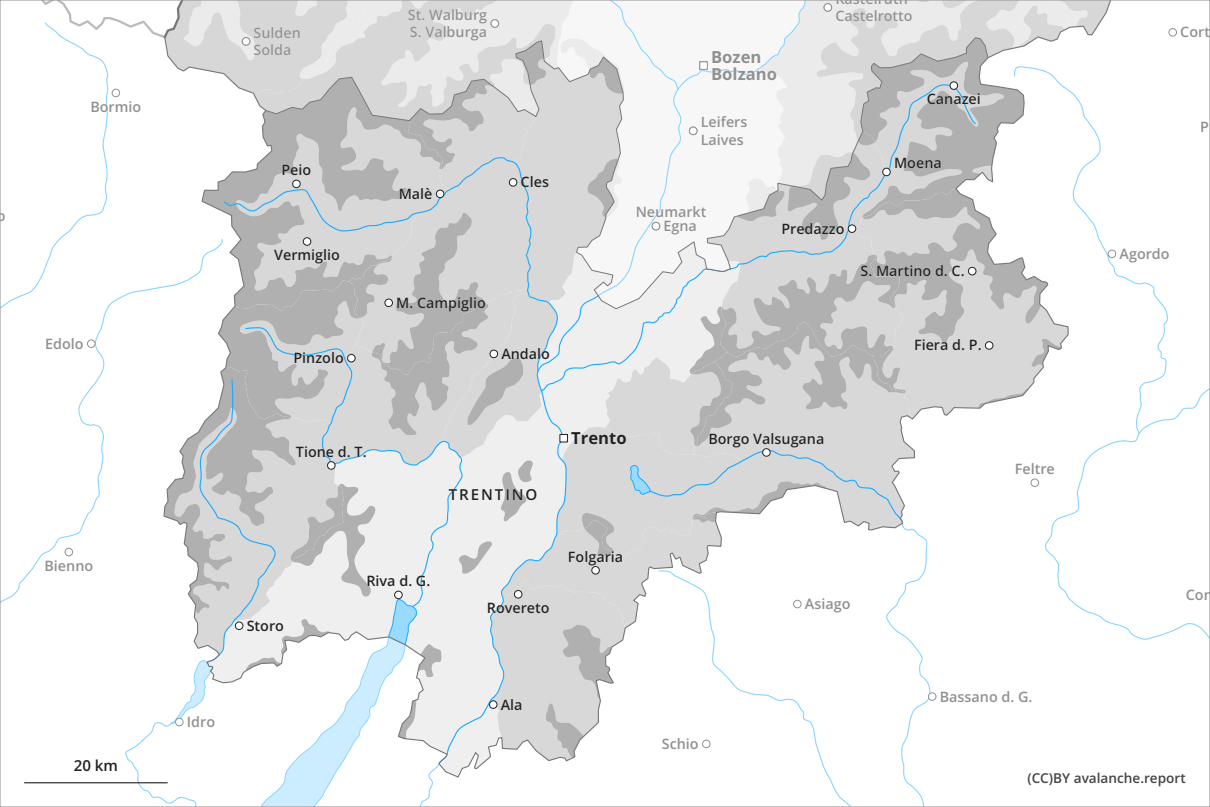 Kastelruth
Castelrotto
St. Walburg
S. Valburga
Sulden
Solda
Cort
Bozen
Bolzano
Bormio
Canazei
Leifers
Laives
P
Moena
Peio
Malè
Cles
Neumarkt
Egna
Predazzo
Vermiglio
Agordo
S. Martino d. C.
M. Campiglio
Edolo
Pinzolo
Andalo
Fiera d. P.
Trento
Borgo Valsugana
Tione d. T.
Feltre
TRENTINO
Bienno
Folgaria
Riva d. G.
Cor
Rovereto
Asiago
Storo
Bassano d. G.
Ala
Idro
Schio
20 km
(CC)BY avalanche.report